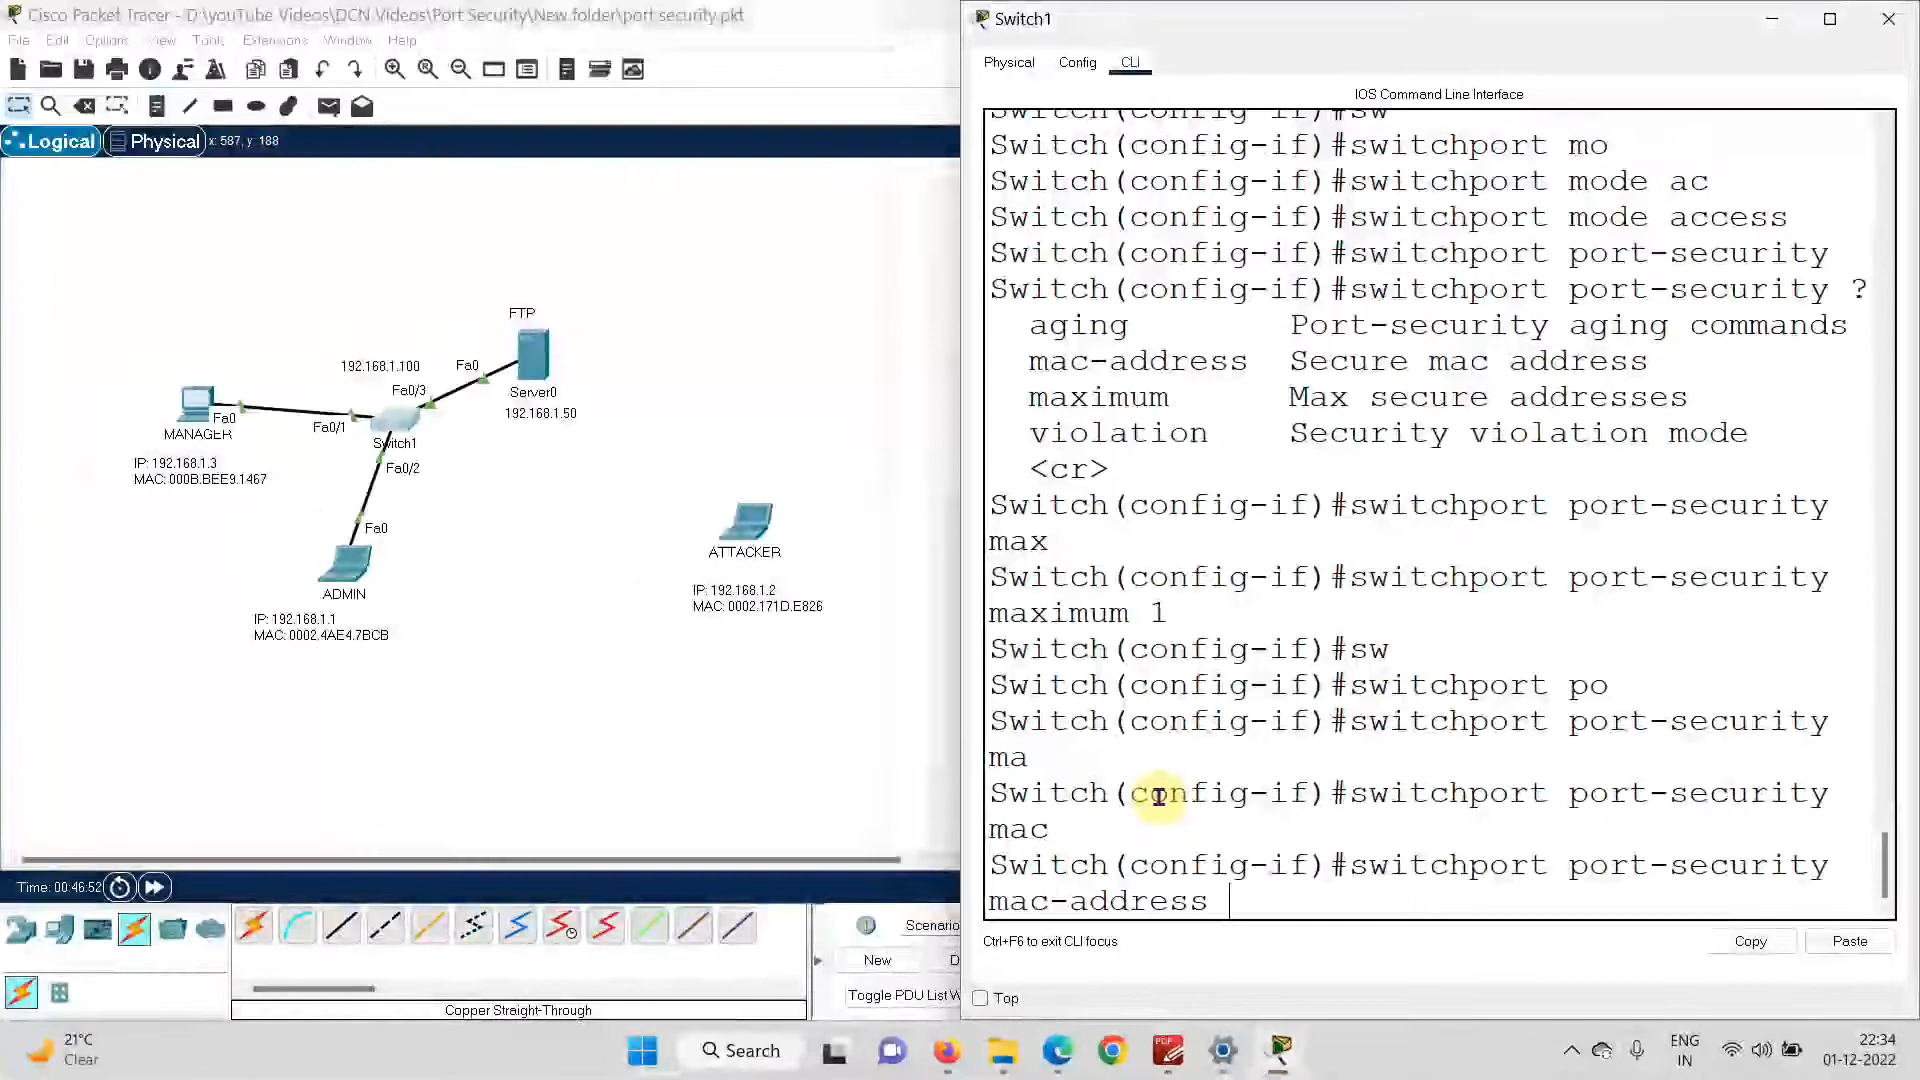 Cisco Packet Tracer - D:\youTube Videos\DCN Videos\Port Security\New folder\port security.pkt
File Edit Options View Tools Extensions Window Help
Logical Physical x: 587, y: 188
FTP
192.168.1.100
Fa0
Fa0/3
Server0
192.168.1.50
Fa0
Fa0/1
MANAGER
Switch1
IP: 192.168.1.3
MAC: 000B.BEE9.1467
Fa0/2
Fa0
ADMIN
IP: 192.168.1.1
MAC: 0002.4AE4.7BCB
ATTACKER
IP: 192.168.1.2
MAC: 0002.171D.E826
Time: 00:46:52
Scenario
New
Toggle PDU List W
Copper Straight-Through
Switch1
Physical Config CLI
IOS Command Line Interface
Switch(config-if)#sw
Switch(config-if)#switchport mo
Switch(config-if)#switchport mode ac
Switch(config-if)#switchport mode access
Switch(config-if)#switchport port-security
Switch(config-if)#switchport port-security ?
aging Port-security aging commands
mac-address Secure mac address
maximum Max secure addresses
violation Security violation mode
<cr>
Switch(config-if)#switchport port-security
max
Switch(config-if)#switchport port-security
maximum 1
Switch(config-if)#sw
Switch(config-if)#switchport po
Switch(config-if)#switchport port-security
ma
Switch(config-if)#switchport port-security
mac
Switch(config-if)#switchport port-security
mac-address
Ctrl+F6 to exit CLI focus
Copy Paste
Top
21°C
Clear
Search
PDF
ENG
IN
22:34
01-12-2022